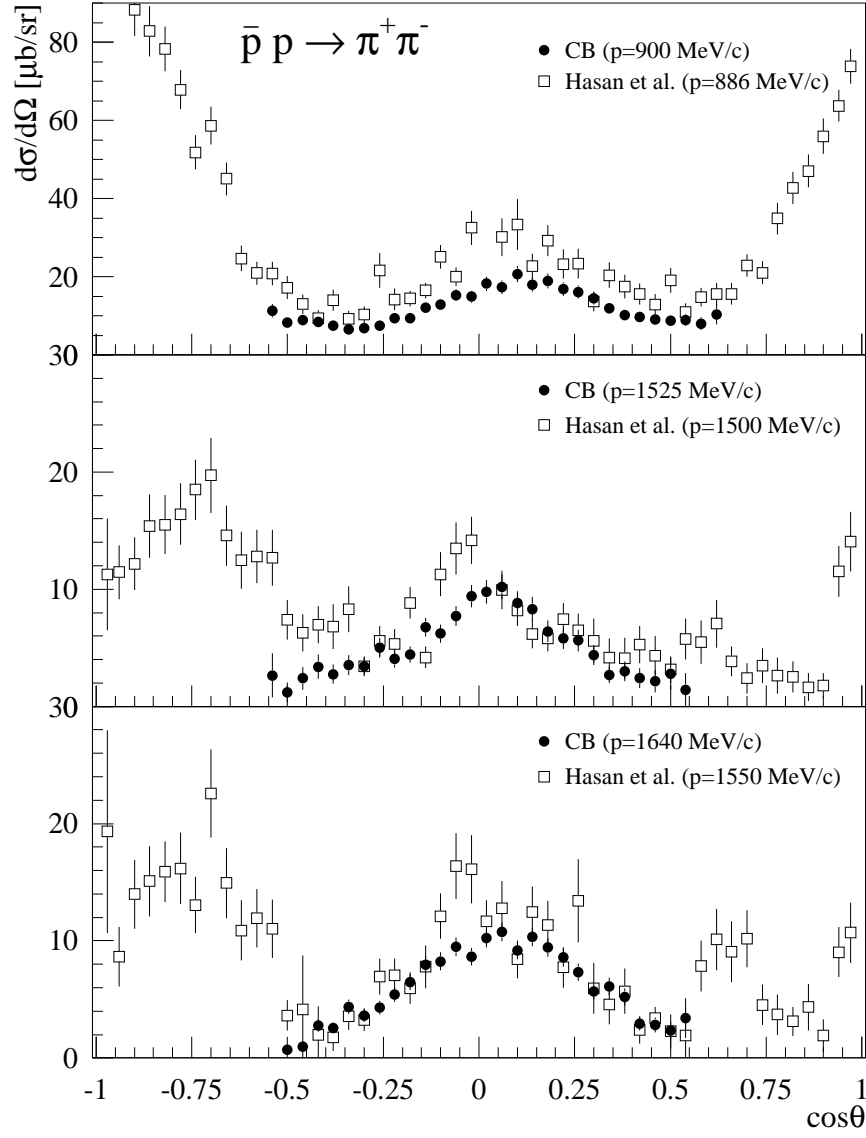 p̄ p → π⁺π⁻
CB (p=900 MeV/c)
Hasan et al. (p=886 MeV/c)
dσ/dΩ [μb/sr]
80
60
40
20
30
CB (p=1525 MeV/c)
Hasan et al. (p=1500 MeV/c)
20
10
30
CB (p=1640 MeV/c)
Hasan et al. (p=1550 MeV/c)
20
10
0
-1 -0.75 -0.5 -0.25 0 0.25 0.5 0.75 1
cosθ